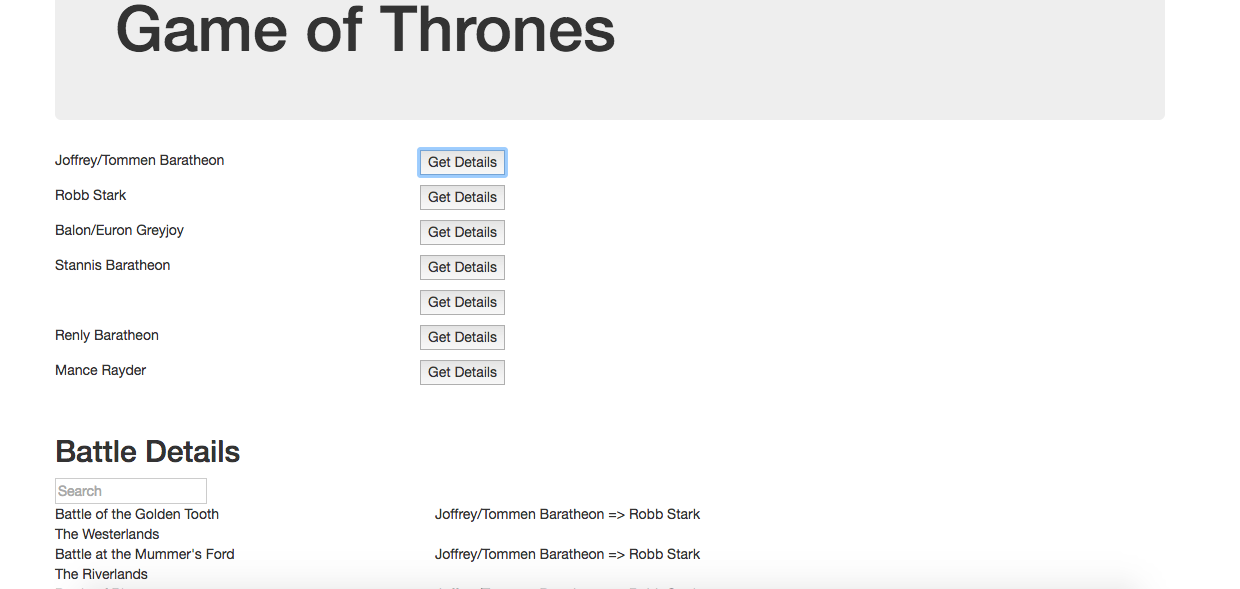 Game of Thrones
Joffrey/Tommen Baratheon Get Details
Robb Stark Get Details
Balon/Euron Greyjoy Get Details
Stannis Baratheon Get Details
Get Details
Renly Baratheon Get Details
Mance Rayder Get Details
Battle Details
Search
Battle of the Golden Tooth Joffrey/Tommen Baratheon => Robb Stark
The Westerlands
Battle at the Mummer's Ford Joffrey/Tommen Baratheon => Robb Stark
The Riverlands